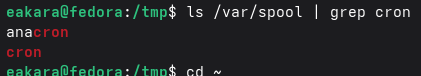 eakara@fedora:/tmp$ ls /var/spool | grep cron
anacron
cron
eakara@fedora:/tmp$ cd ~